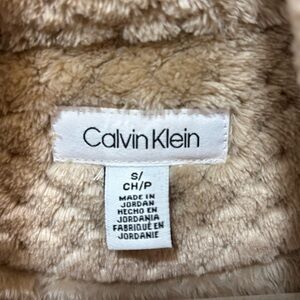 Calvin Klein
S/
CH/P
MADE IN
JORDAN
HECHO EN
JORDANIA
FABRIQUÉ EN
JORDANIE